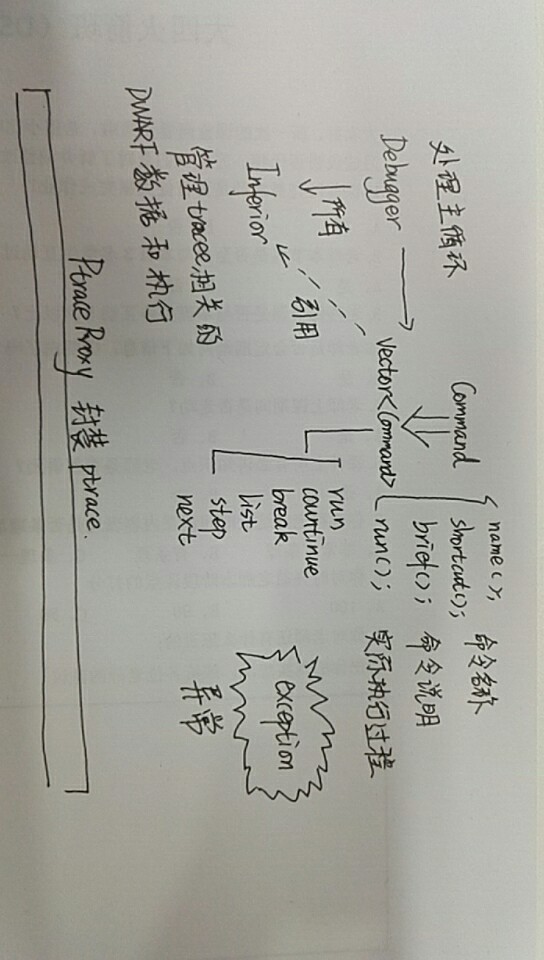 处理主循环
Debugger
所有
Inferior
管理tracee相关的
DWARF数据和执行
引用
Command
vector<Command>
name();
shortcut();
命令名称
brief();
命令说明
run();
实际执行过程
run
countinue
break
list
step
next
exception
异常
PtraceProxy 封装 ptrace.